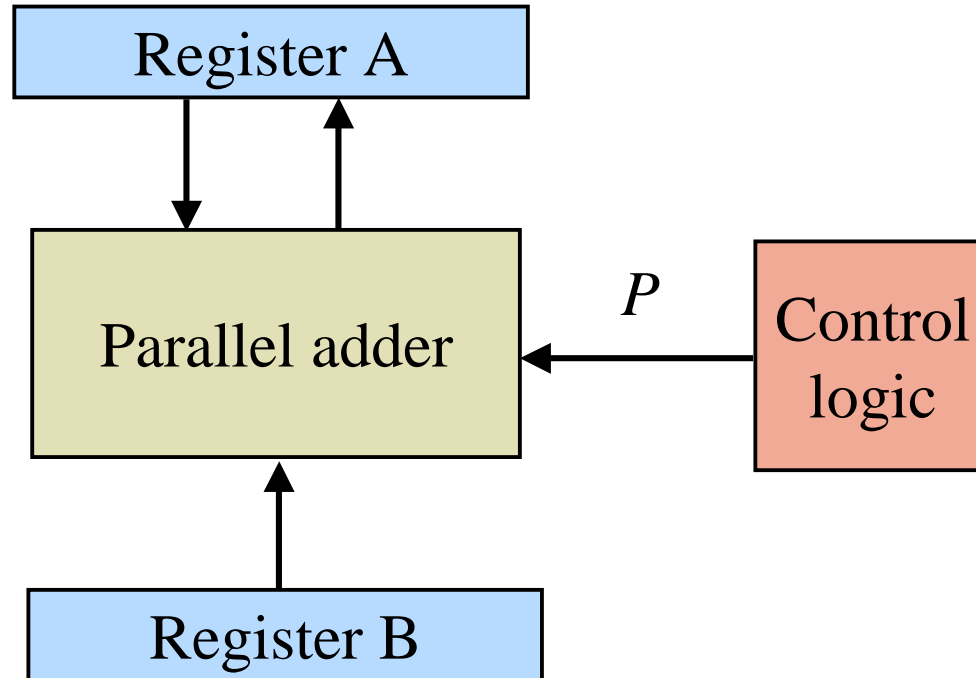 Register A
P
Parallel adder
Control
logic
Register B